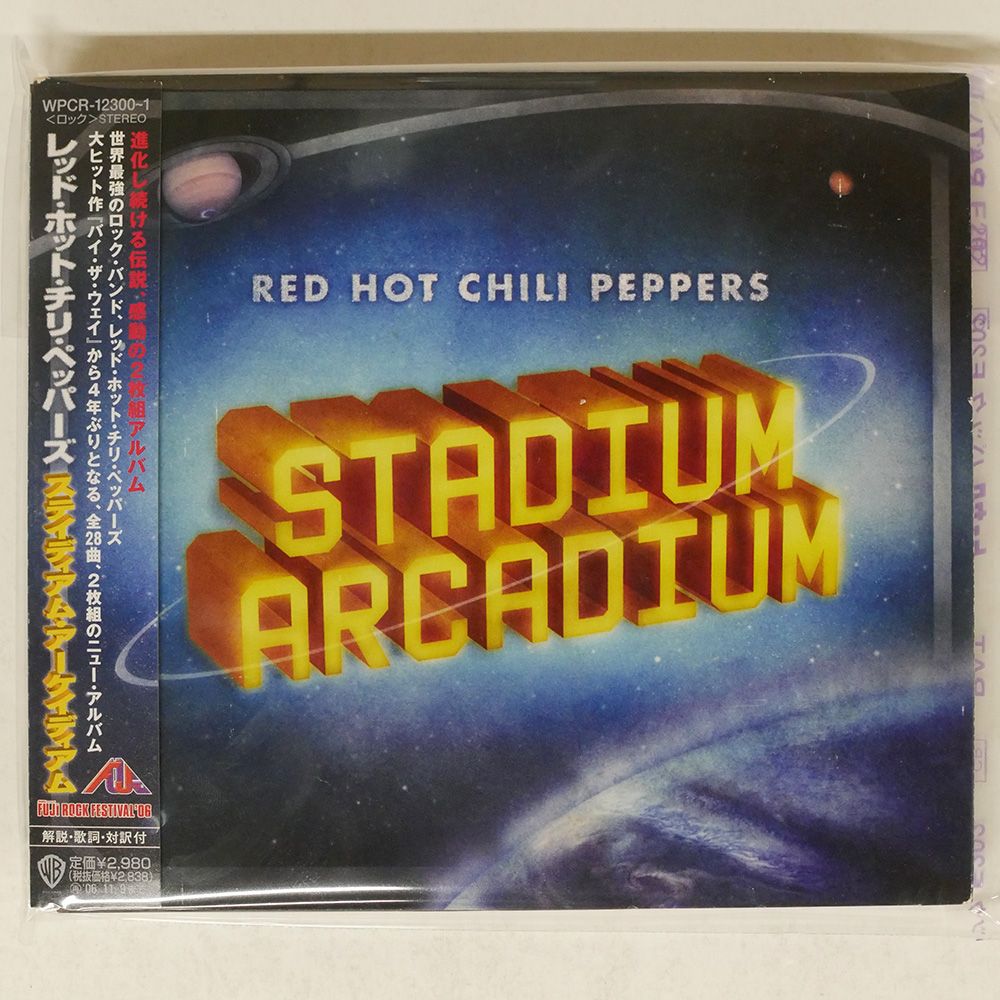 WPCR-12300~1
<ロック>STEREO
進化し続ける伝説、感動の2枚組アルバム
世界最強のロック・バンド、レッド・ホット・チリ・ペッパーズ
大ヒット作『バイ・ザ・ウェイ』から4年ぶりとなる、全28曲、2枚組のニュー・アルバム
レッド・ホット・チリ・ペッパーズ
スタディアム・アーケイディアム
FUJI ROCK FESTIVAL'06
解説・歌詞・対訳付
WB
定価¥2,980
(税抜価格¥2,838)
RED HOT CHILI PEPPERS
STADIUM
ARCADIUM